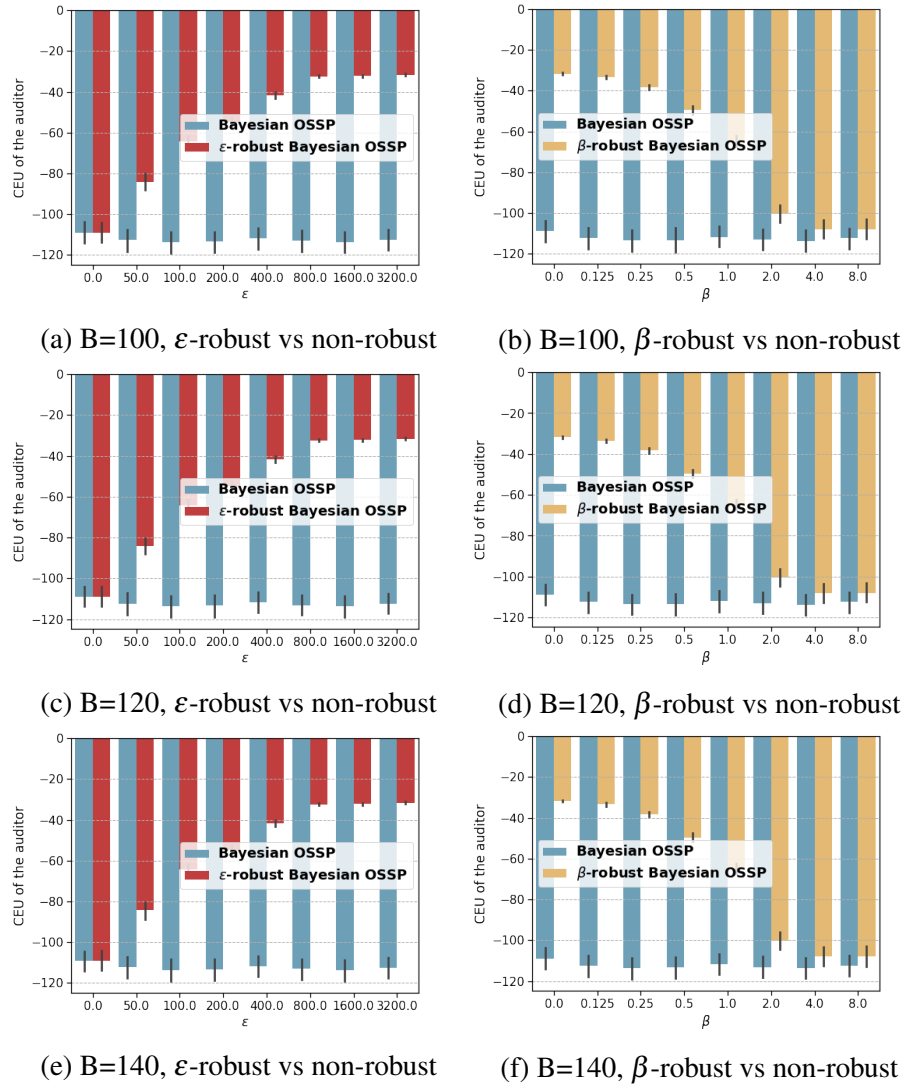 0
−20
−40
−60
−80
−100
−120
CEU of the auditor
Bayesian OSSP
ε-robust Bayesian OSSP
0.0 50.0 100.0 200.0 400.0 800.0 1600.0 3200.0
ε
0
−20
−40
−60
−80
−100
−120
CEU of the auditor
Bayesian OSSP
β-robust Bayesian OSSP
0.0 0.125 0.25 0.5 1.0 2.0 4.0 8.0
β
(a) B=100, ε-robust vs non-robust
(b) B=100, β-robust vs non-robust
0
−20
−40
−60
−80
−100
−120
CEU of the auditor
Bayesian OSSP
ε-robust Bayesian OSSP
0.0 50.0 100.0 200.0 400.0 800.0 1600.0 3200.0
ε
0
−20
−40
−60
−80
−100
−120
CEU of the auditor
Bayesian OSSP
β-robust Bayesian OSSP
0.0 0.125 0.25 0.5 1.0 2.0 4.0 8.0
β
(c) B=120, ε-robust vs non-robust
(d) B=120, β-robust vs non-robust
0
−20
−40
−60
−80
−100
−120
CEU of the auditor
Bayesian OSSP
ε-robust Bayesian OSSP
0.0 50.0 100.0 200.0 400.0 800.0 1600.0 3200.0
ε
0
−20
−40
−60
−80
−100
−120
CEU of the auditor
Bayesian OSSP
β-robust Bayesian OSSP
0.0 0.125 0.25 0.5 1.0 2.0 4.0 8.0
β
(e) B=140, ε-robust vs non-robust
(f) B=140, β-robust vs non-robust